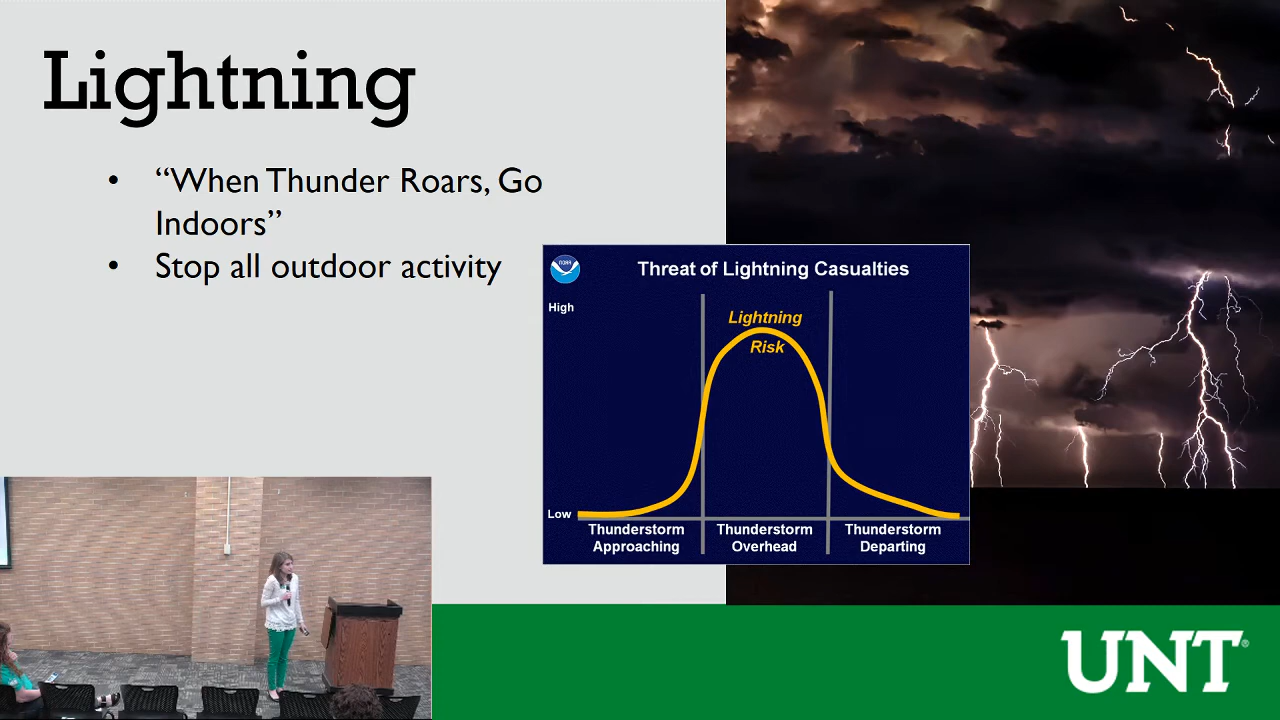 Lightning
• “When Thunder Roars, Go
Indoors”
• Stop all outdoor activity
NOAA
Threat of Lightning Casualties
High
Lightning
Risk
Low
Thunderstorm
Approaching
Thunderstorm
Overhead
Thunderstorm
Departing
UNT®